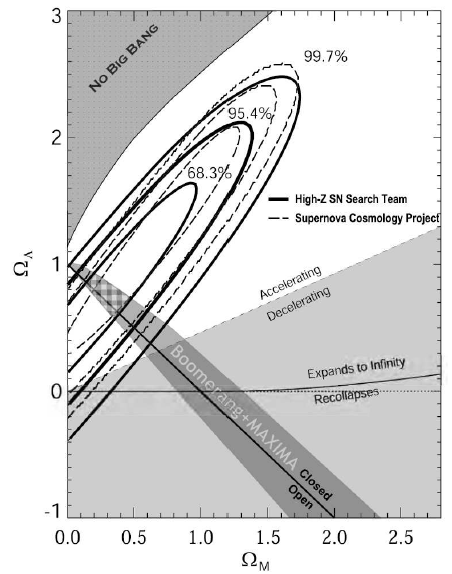 3
NO BIG BANG
99.7%
2
95.4%
68.3%
High-Z SN Search Team
Supernova Cosmology Project
ΩΛ
1
Accelerating
Decelerating
Boomerang+MAXIMA
Expands to Infinity
0
Recollapses
Closed
Open
-1
0.0
0.5
1.0
1.5
2.0
2.5
ΩM